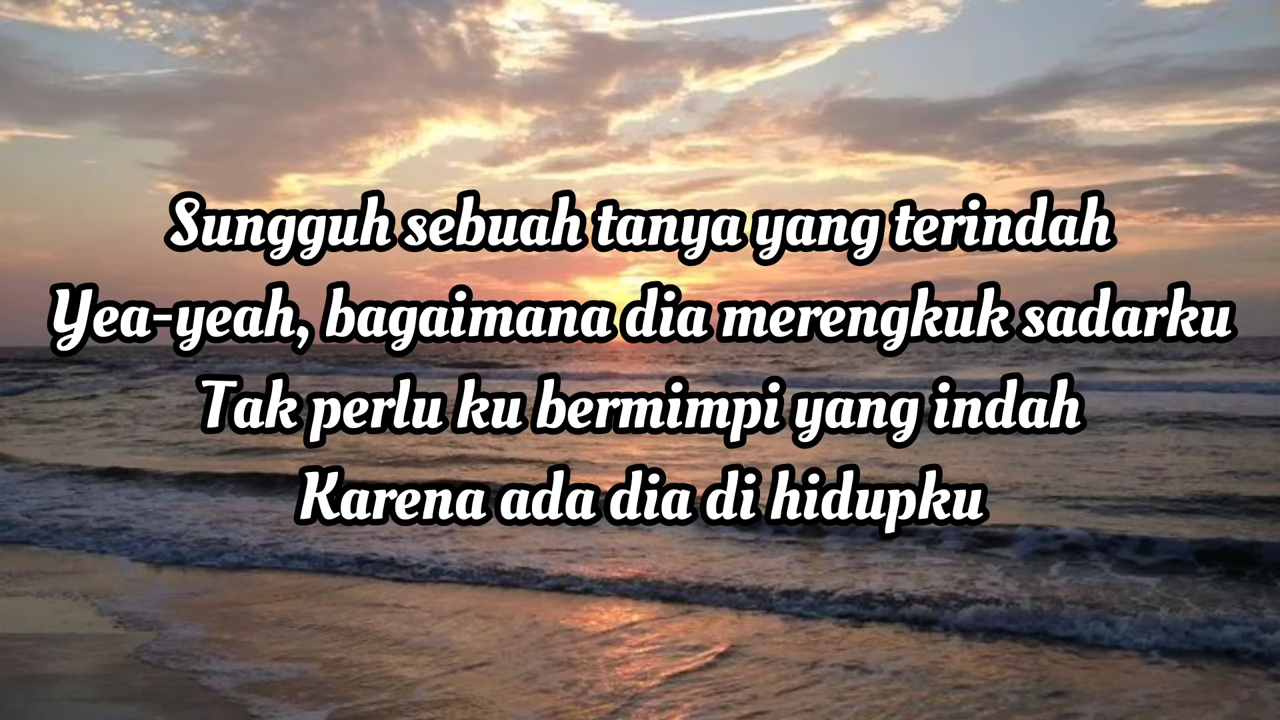 Sungguh sebuah tanya yang terindah
Yea-yeah, bagaimana dia merengkuk sadarku
Tak perlu ku bermimpi yang indah
Karena ada dia di hidupku